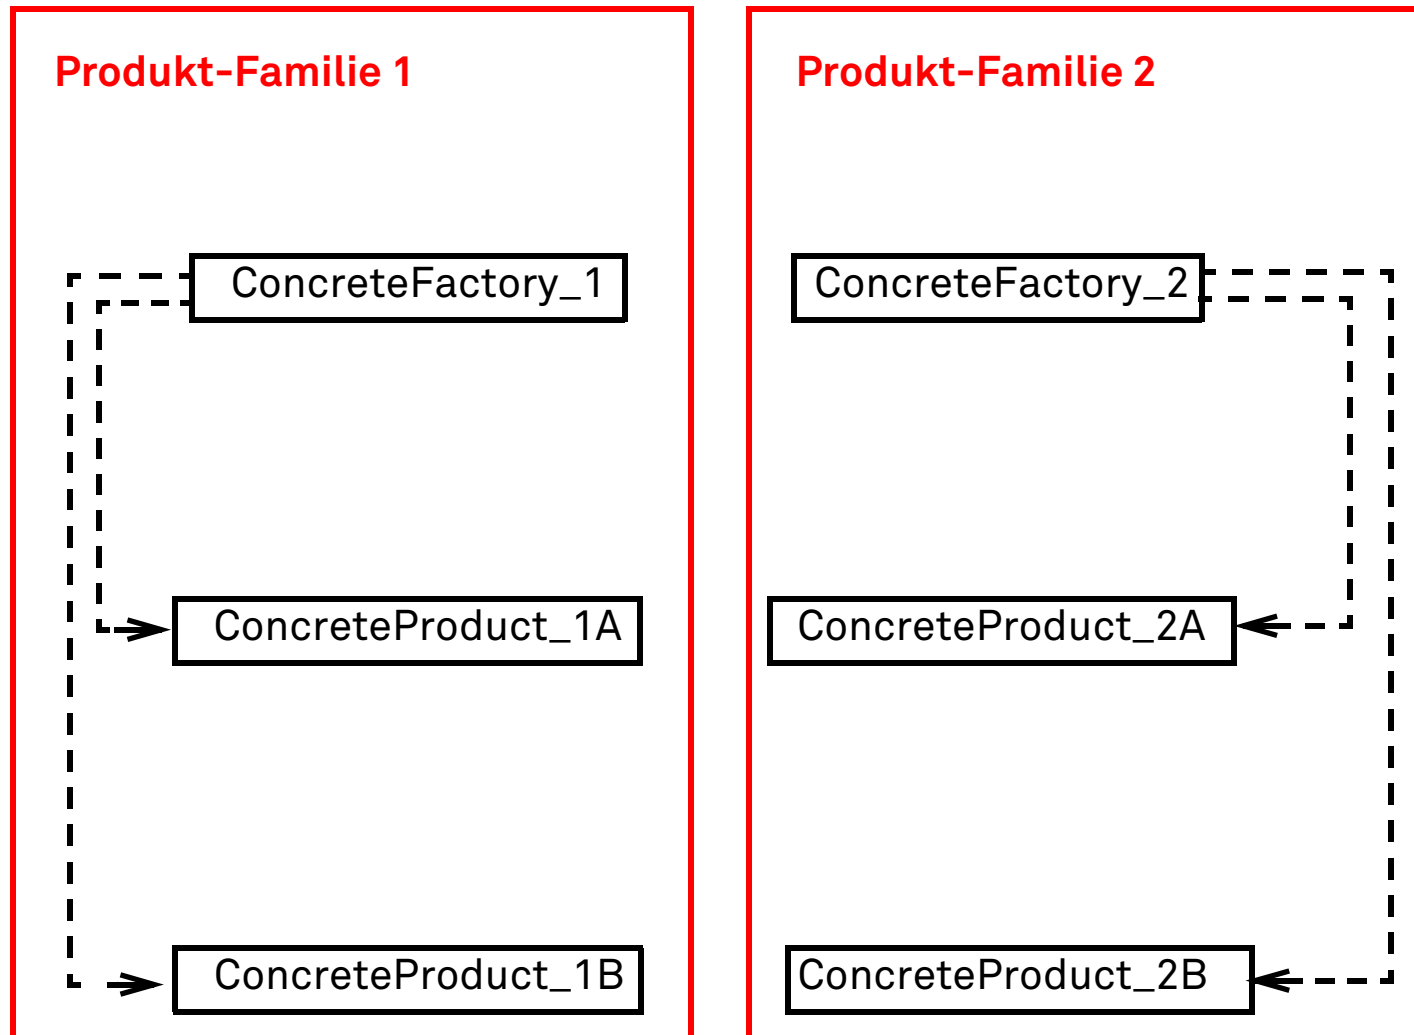 Produkt-Familie 1
Produkt-Familie 2
ConcreteFactory_1
ConcreteFactory_2
ConcreteProduct_1A
ConcreteProduct_2A
ConcreteProduct_1B
ConcreteProduct_2B